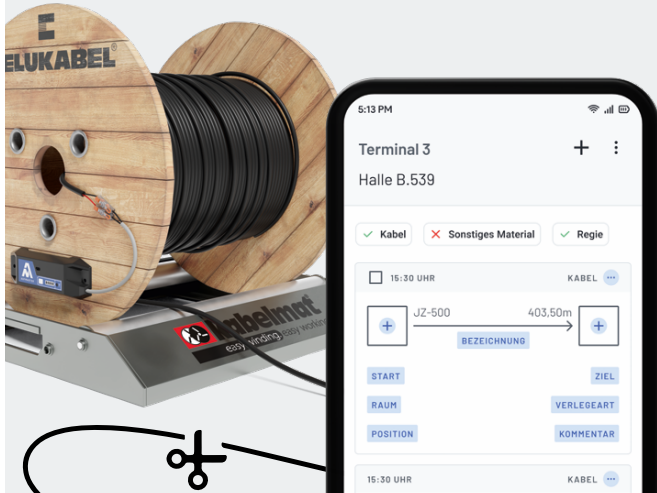 ELUKABEL®
Kabelmat®
easy winding, easy working
5:13 PM
Terminal 3
Halle B.539
Kabel
Sonstiges Material
Regie
15:30 UHR
KABEL
JZ-500
403,50m
BEZEICHNUNG
START
ZIEL
RAUM
VERLEGEART
POSITION
KOMMENTAR
15:30 UHR
KABEL